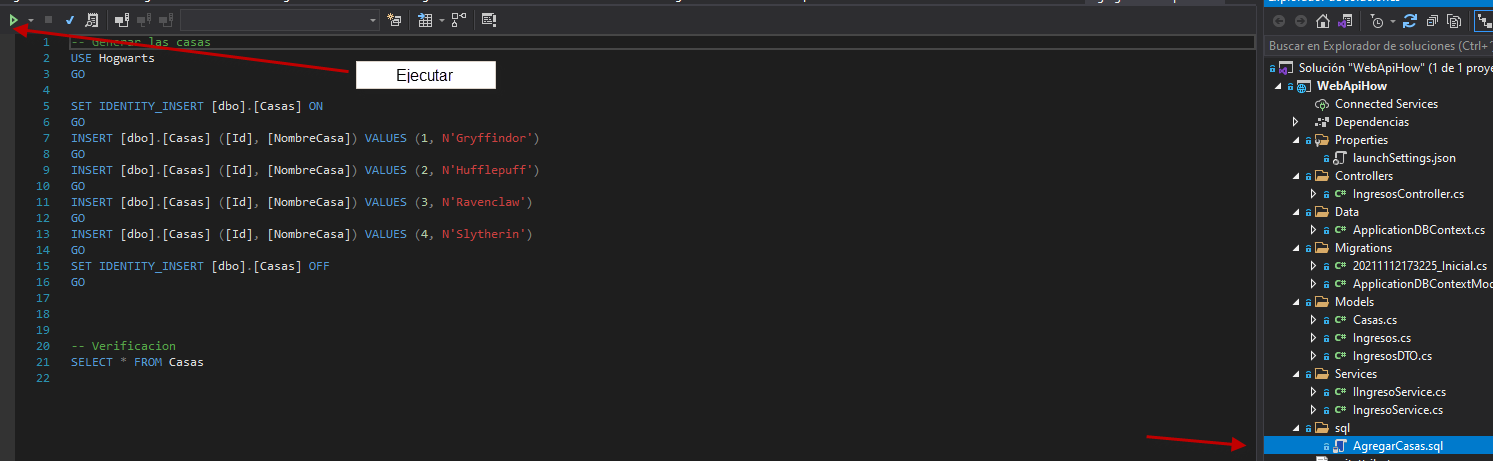 Explorador de soluciones
1 -- Generar las casas
2 USE Hogwarts
3 GO
Ejecutar
4
5 SET IDENTITY_INSERT [dbo].[Casas] ON
6 GO
7 INSERT [dbo].[Casas] ([Id], [NombreCasa]) VALUES (1, N'Gryffindor')
8 GO
9 INSERT [dbo].[Casas] ([Id], [NombreCasa]) VALUES (2, N'Hufflepuff')
10 GO
11 INSERT [dbo].[Casas] ([Id], [NombreCasa]) VALUES (3, N'Ravenclaw')
12 GO
13 INSERT [dbo].[Casas] ([Id], [NombreCasa]) VALUES (4, N'Slytherin')
14 GO
15 SET IDENTITY_INSERT [dbo].[Casas] OFF
16 GO
17
18
19
20 -- Verificacion
21 SELECT * FROM Casas
22
Buscar en Explorador de soluciones (Ctrl+
Solución "WebApiHow" (1 de 1 proye
WebApiHow
Connected Services
Dependencias
Properties
launchSettings.json
Controllers
C# IngresosController.cs
Data
C# ApplicationDBContext.cs
Migrations
C# 20211112173225_Inicial.cs
C# ApplicationDBContextMod
Models
C# Casas.cs
C# Ingresos.cs
C# IngresosDTO.cs
Services
C# IIngresoService.cs
C# IngresoService.cs
sql
AgregarCasas.sql